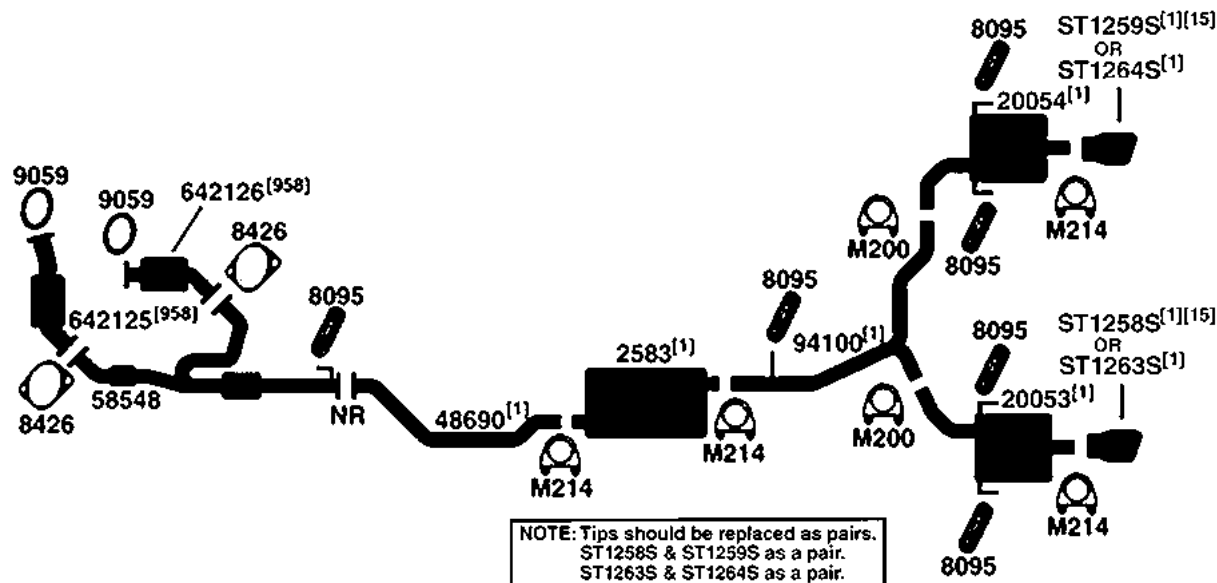 8095
ST1259S[1][15]
OR
ST1264S[1]
20054[1]
9059
9059
642126[958]
8426
M200
8095
M214
8095
8095
642125[958]
94100[1]
8095
ST1258S[1][15]
OR
ST1263S[1]
2583[1]
20053[1]
8426
58548
NR
48690[1]
M214
M214
M200
M214
8095
NOTE: Tips should be replaced as pairs.
ST1258S & ST1259S as a pair.
ST1263S & ST1264S as a pair.